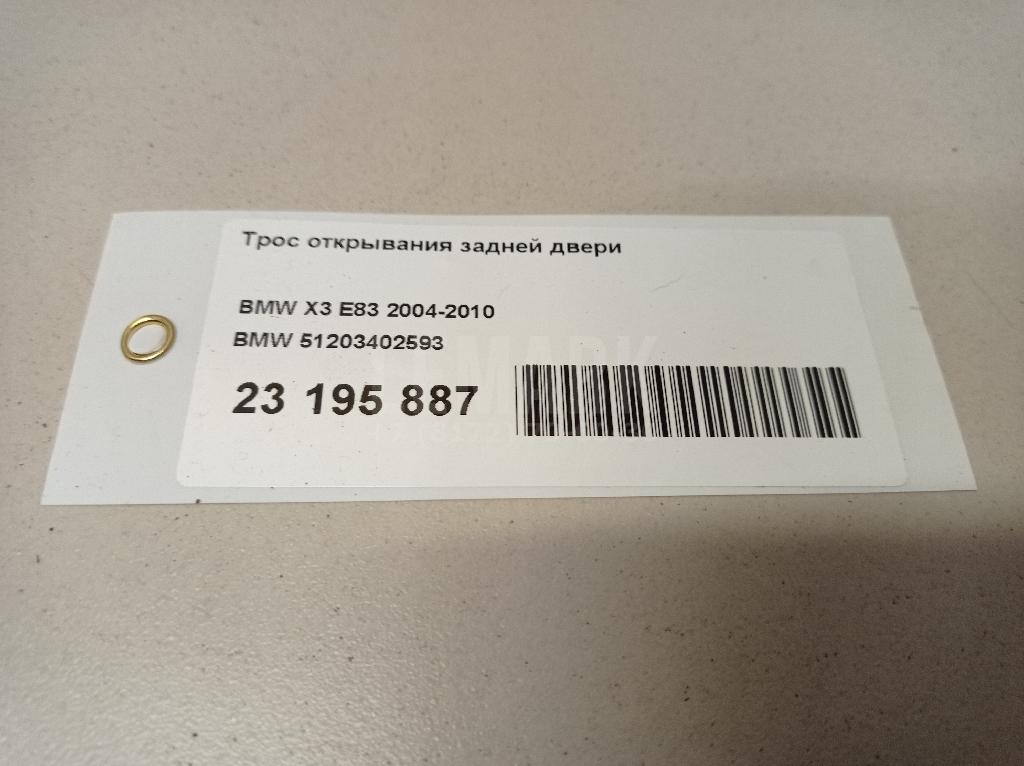 Трос открывания задней двери
BMW X3 E83 2004-2010
BMW 51203402593
23 195 887